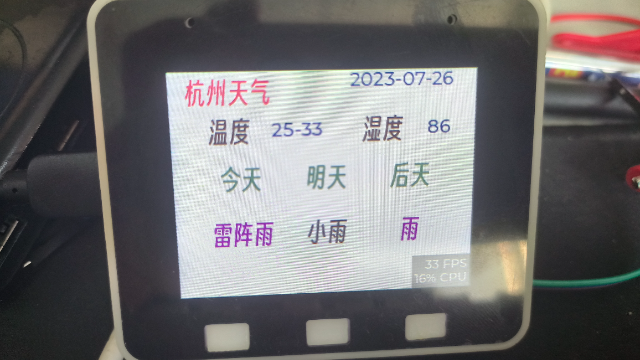 杭州天气 2023-07-26
温度 25-33 湿度 86
今天 明天 后天
雷阵雨 小雨 雨
33 FPS
16% CPU